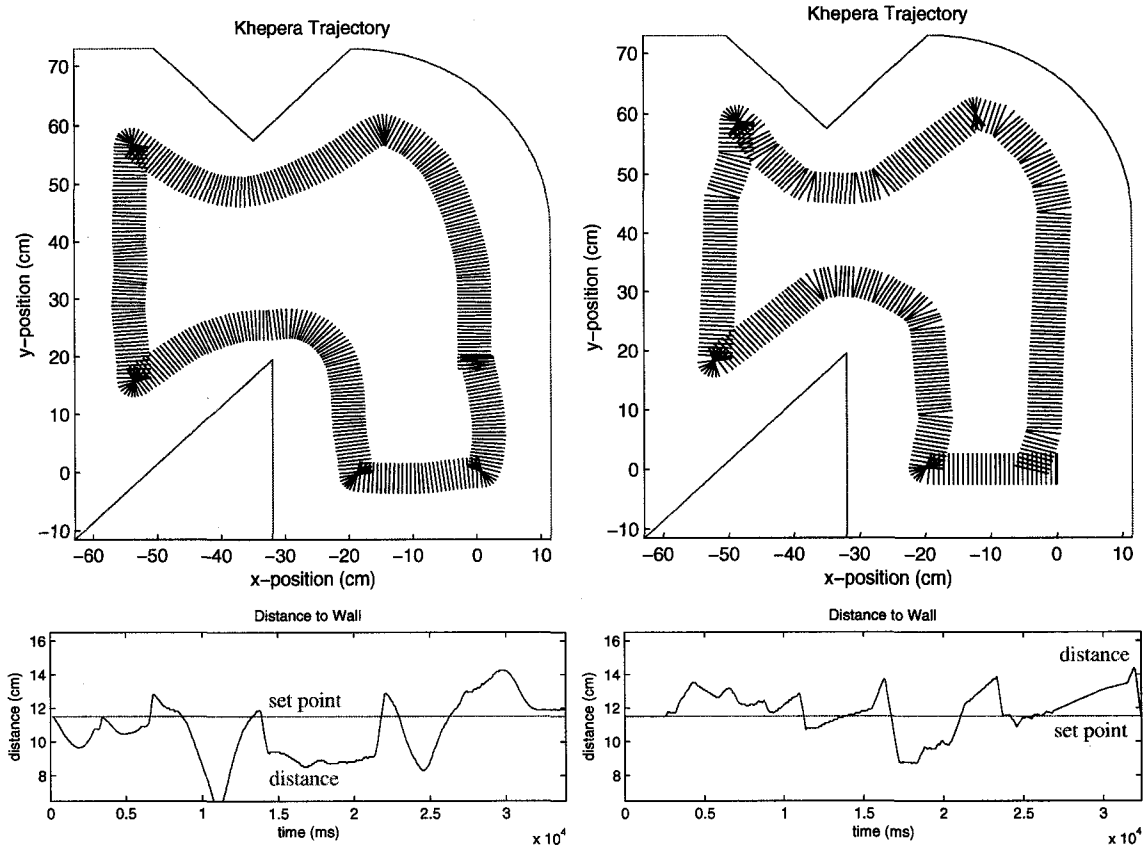 Khepera Trajectory
70
60
50
40
30
20
10
0
−10
y−position (cm)
−60 −50 −40 −30 −20 −10 0 10
x−position (cm)
Distance to Wall
16
14
12
10
8
distance (cm)
set point
distance
0 0.5 1 1.5 2 2.5 3
time (ms)
x 10^4
Khepera Trajectory
70
60
50
40
30
20
10
0
−10
y−position (cm)
−60 −50 −40 −30 −20 −10 0 10
x−position (cm)
Distance to Wall
16
14
12
10
8
distance (cm)
distance
set point
0 0.5 1 1.5 2 2.5 3
time (ms)
x 10^4